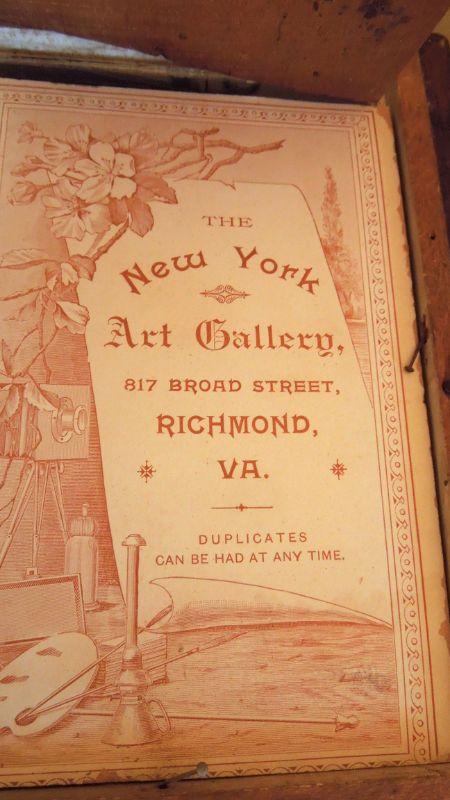 THE
New York
Art Gallery,
817 BROAD STREET,
RICHMOND,
VA.
DUPLICATES
CAN BE HAD AT ANY TIME.